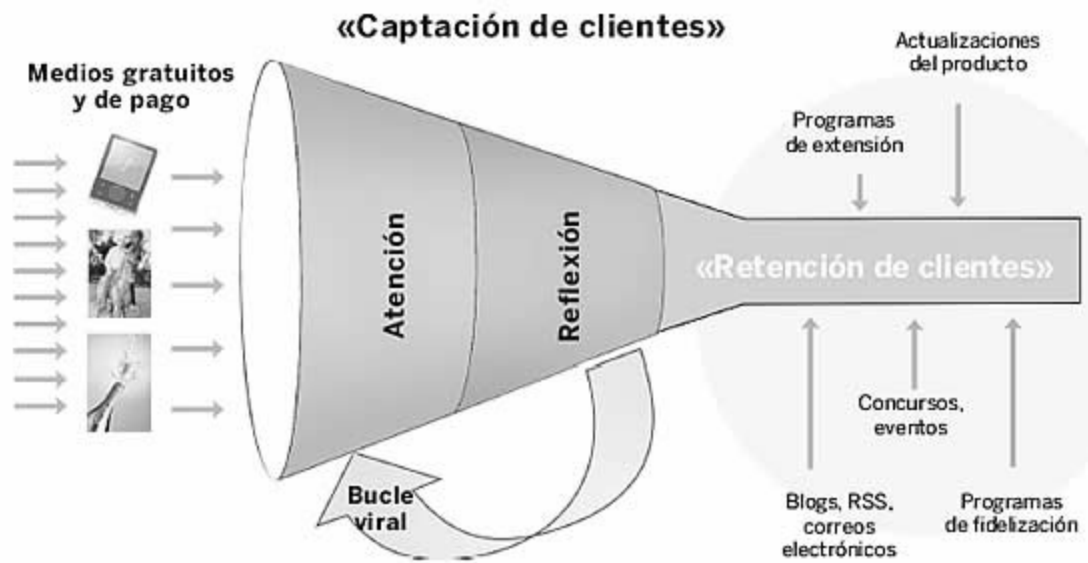 «Captación de clientes»
Medios gratuitos
y de pago
Atención
Reflexión
Bucle
viral
Actualizaciones
del producto
Programas
de extensión
«Retención de clientes»
Concursos,
eventos
Blogs, RSS,
correos
electrónicos
Programas
de fidelización